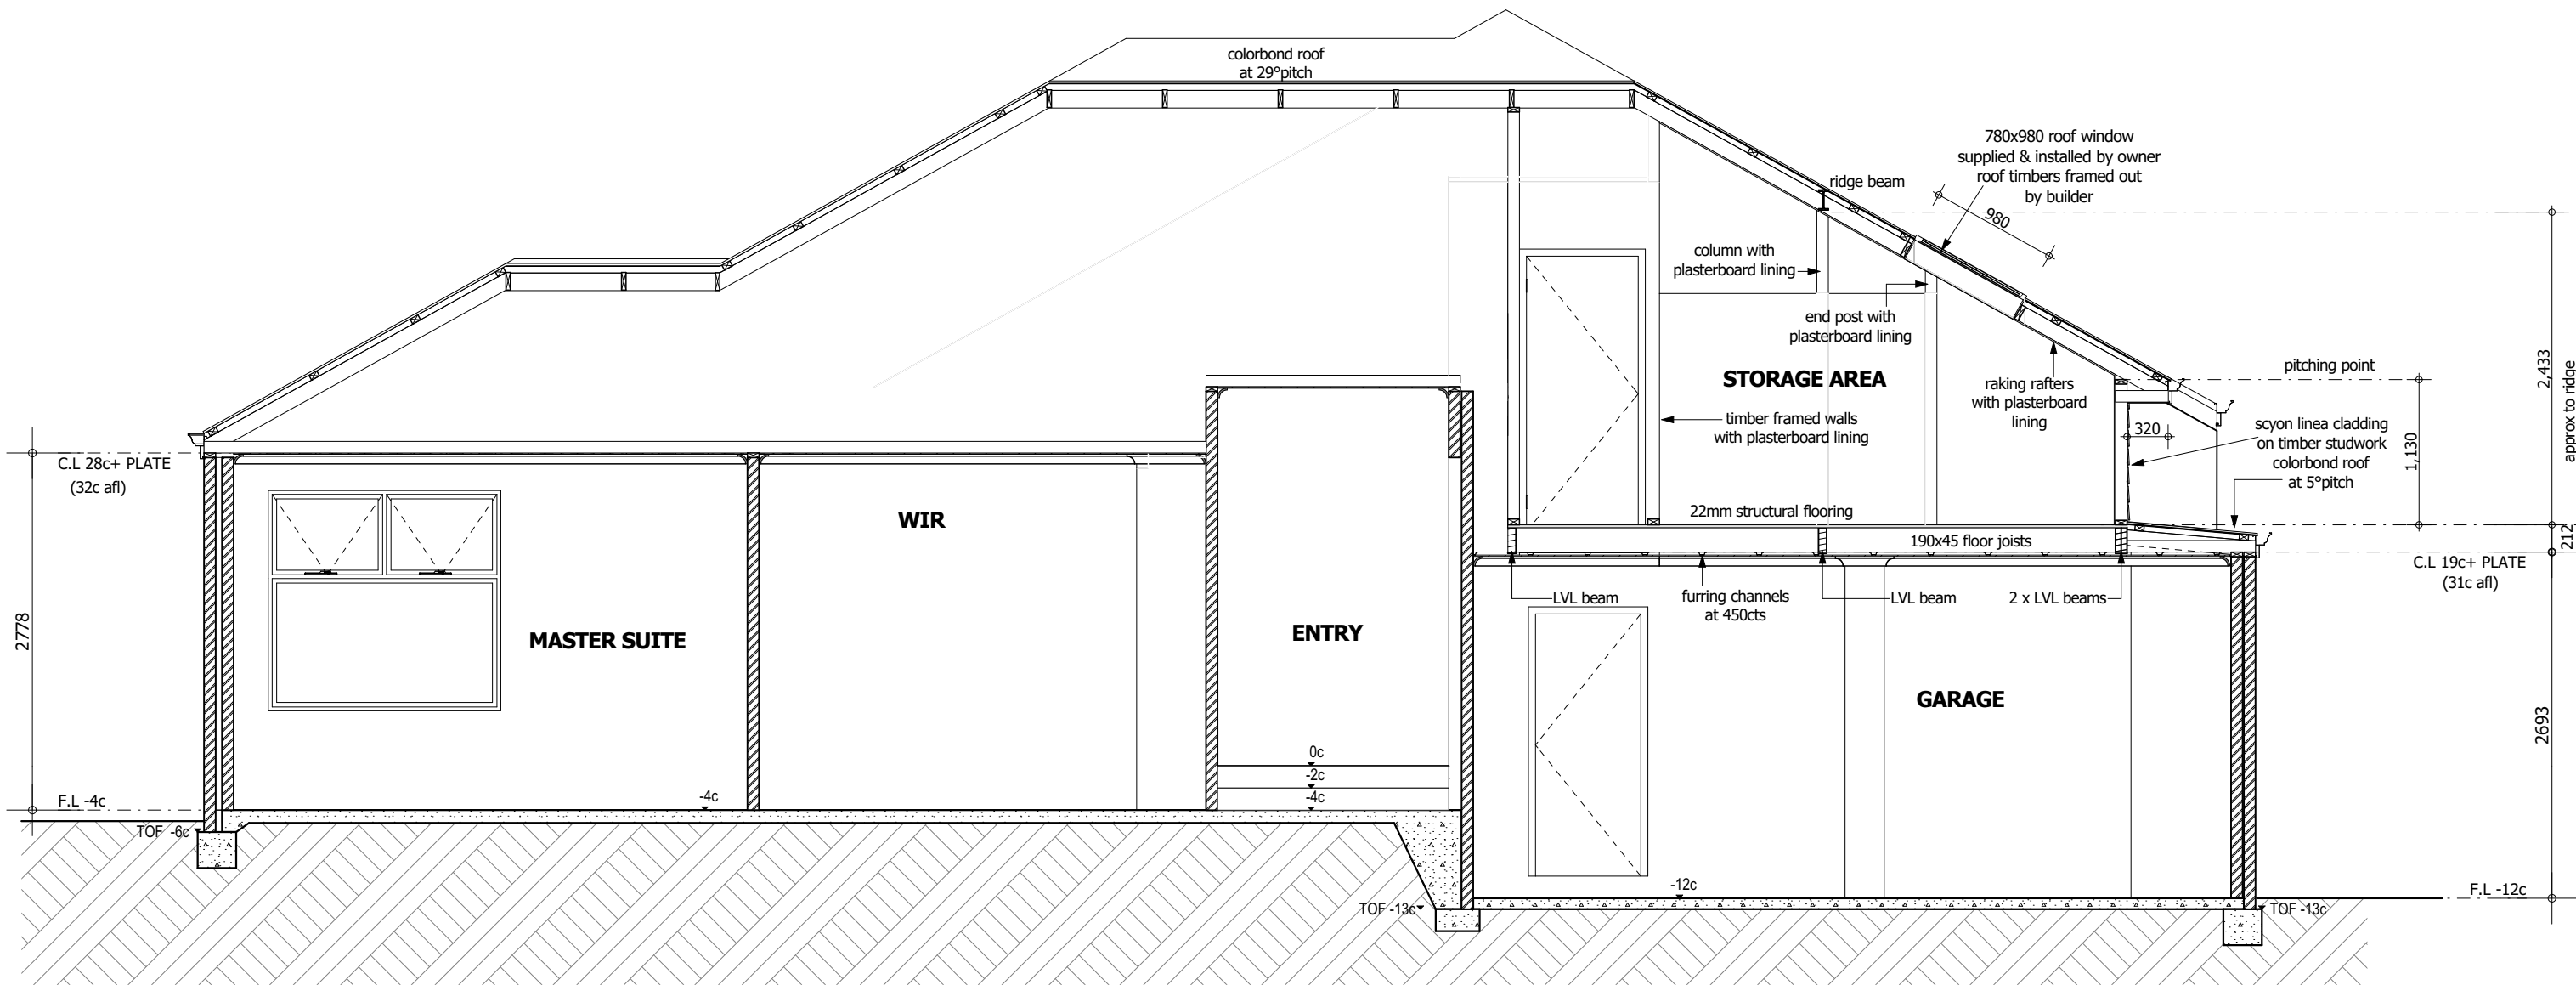 colorbond roof
at 29°pitch
780x980 roof window
supplied & installed by owner
roof timbers framed out
by builder
ridge beam
980
column with
plasterboard lining
end post with
plasterboard lining
STORAGE AREA
raking rafters
with plasterboard
lining
pitching point
2,433
approx to ridge
timber framed walls
with plasterboard lining
320
scyon linea cladding
on timber studwork
colorbond roof
at 5°pitch
1,130
C.L 28c+ PLATE
(32c afl)
WIR
22mm structural flooring
190x45 floor joists
212
C.L 19c+ PLATE
(31c afl)
LVL beam
furring channels
at 450cts
LVL beam
2 x LVL beams
2778
MASTER SUITE
ENTRY
GARAGE
2693
0c
-2c
-4c
-4c
F.L -4c
TOF -6c
-12c
F.L -12c
TOF -13c
TOF -13c